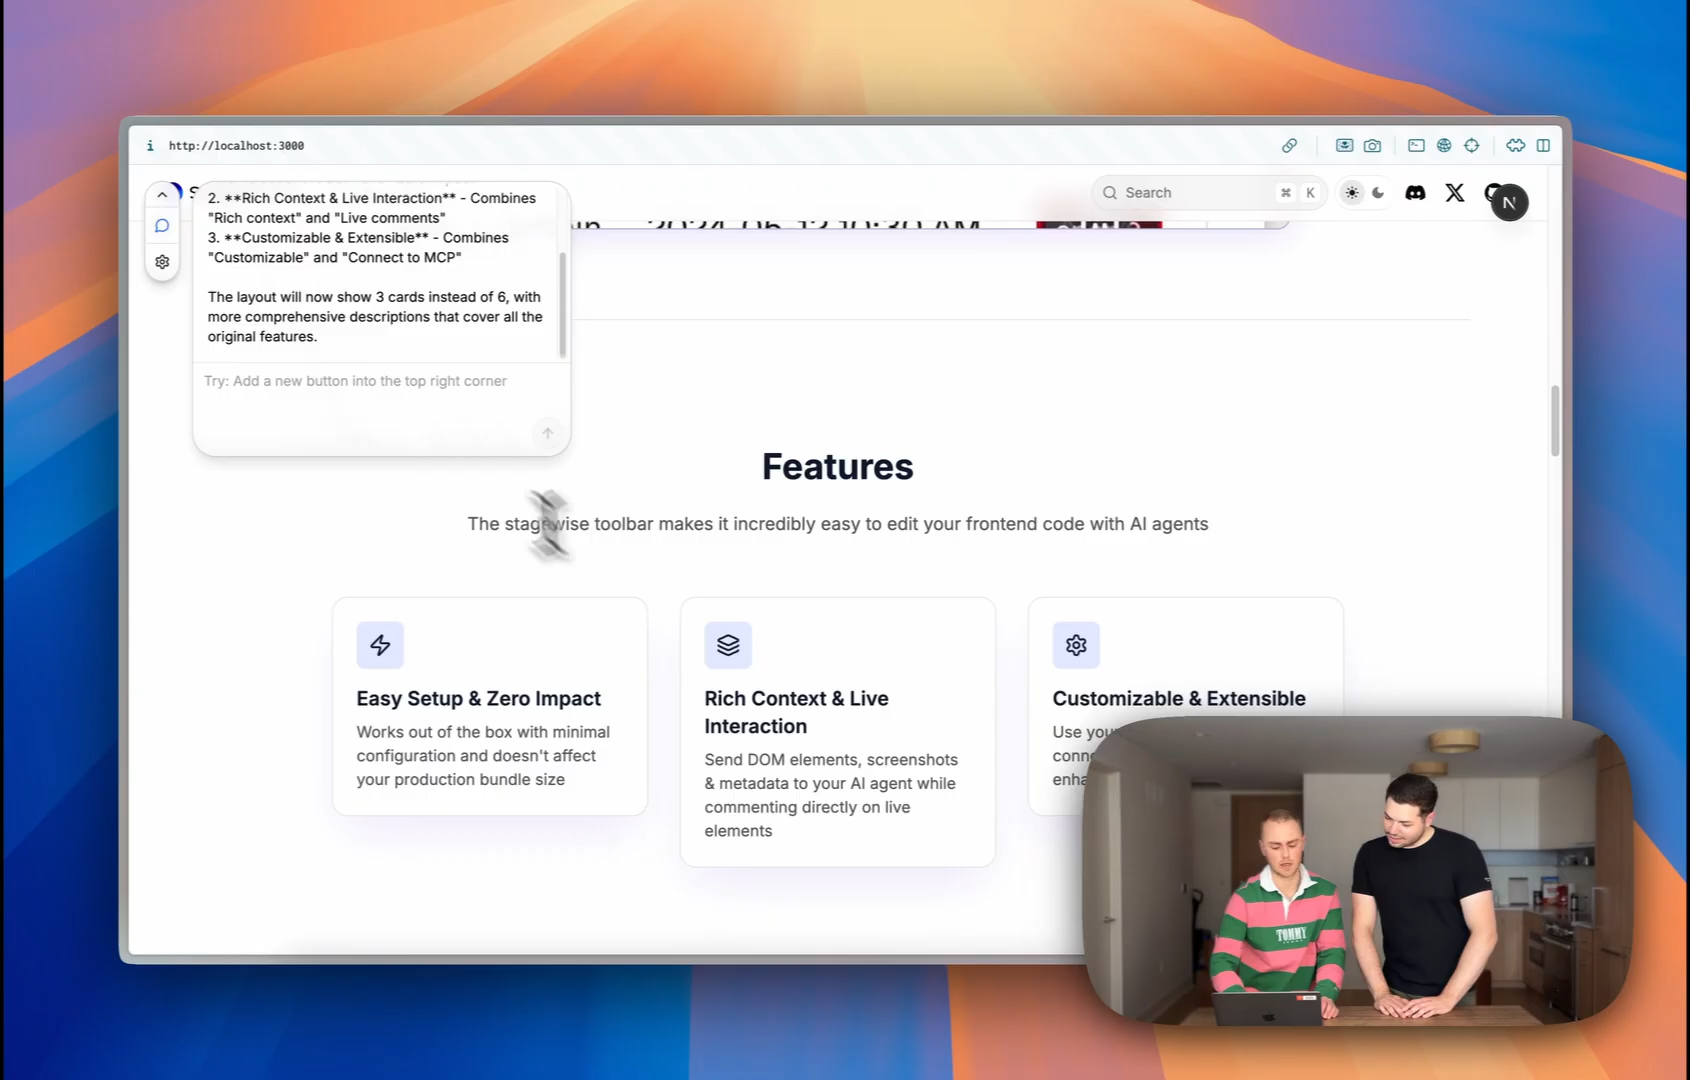 http://localhost:3000
Search
⌘ K
N
2. **Rich Context & Live Interaction** - Combines
"Rich context" and "Live comments"
3. **Customizable & Extensible** - Combines
"Customizable" and "Connect to MCP"
The layout will now show 3 cards instead of 6, with
more comprehensive descriptions that cover all the
original features.
Try: Add a new button into the top right corner
Features
The stagewise toolbar makes it incredibly easy to edit your frontend code with AI agents
Easy Setup & Zero Impact
Works out of the box with minimal
configuration and doesn't affect
your production bundle size
Rich Context & Live
Interaction
Send DOM elements, screenshots
& metadata to your AI agent while
commenting directly on live
elements
Customizable & Extensible
Use
TOMMY